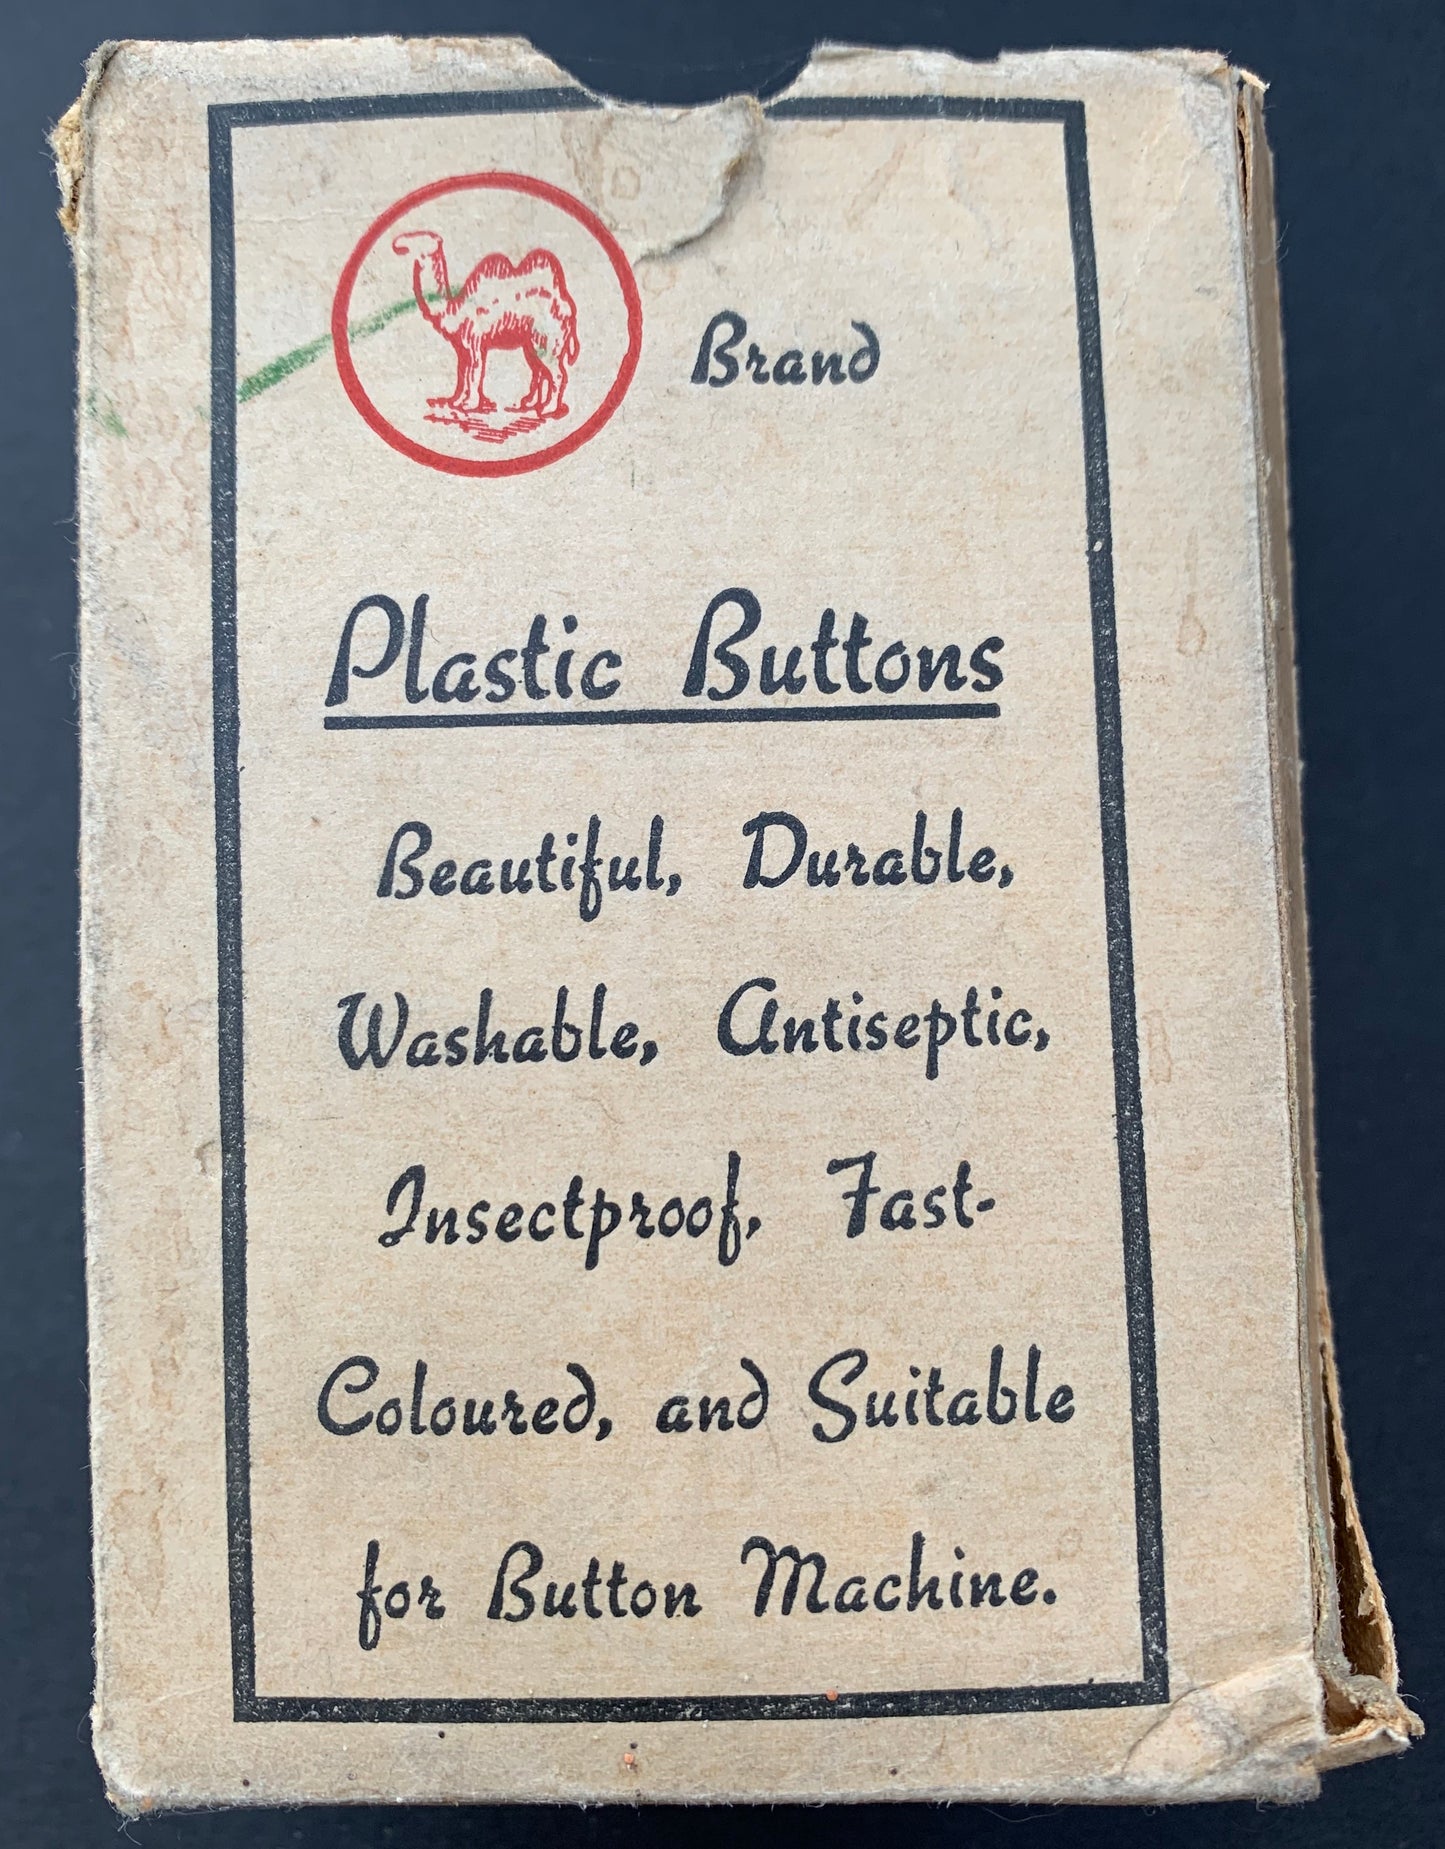 Brand
Plastic Buttons
Beautiful, Durable,
Washable, Antiseptic,
Insectproof, Fast-
Coloured, and Suitable
for Button Machine.